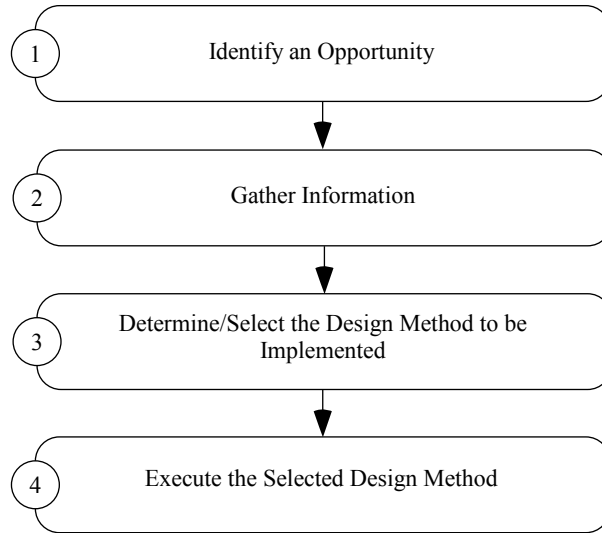 1
Identify an Opportunity
2
Gather Information
3
Determine/Select the Design Method to be
Implemented
4
Execute the Selected Design Method